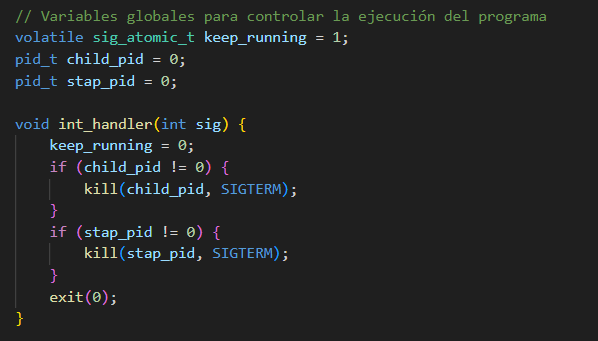 // Variables globales para controlar la ejecución del programa
volatile sig_atomic_t keep_running = 1;
pid_t child_pid = 0;
pid_t stap_pid = 0;

void int_handler(int sig) {
    keep_running = 0;
    if (child_pid != 0) {
        kill(child_pid, SIGTERM);
    }
    if (stap_pid != 0) {
        kill(stap_pid, SIGTERM);
    }
    exit(0);
}